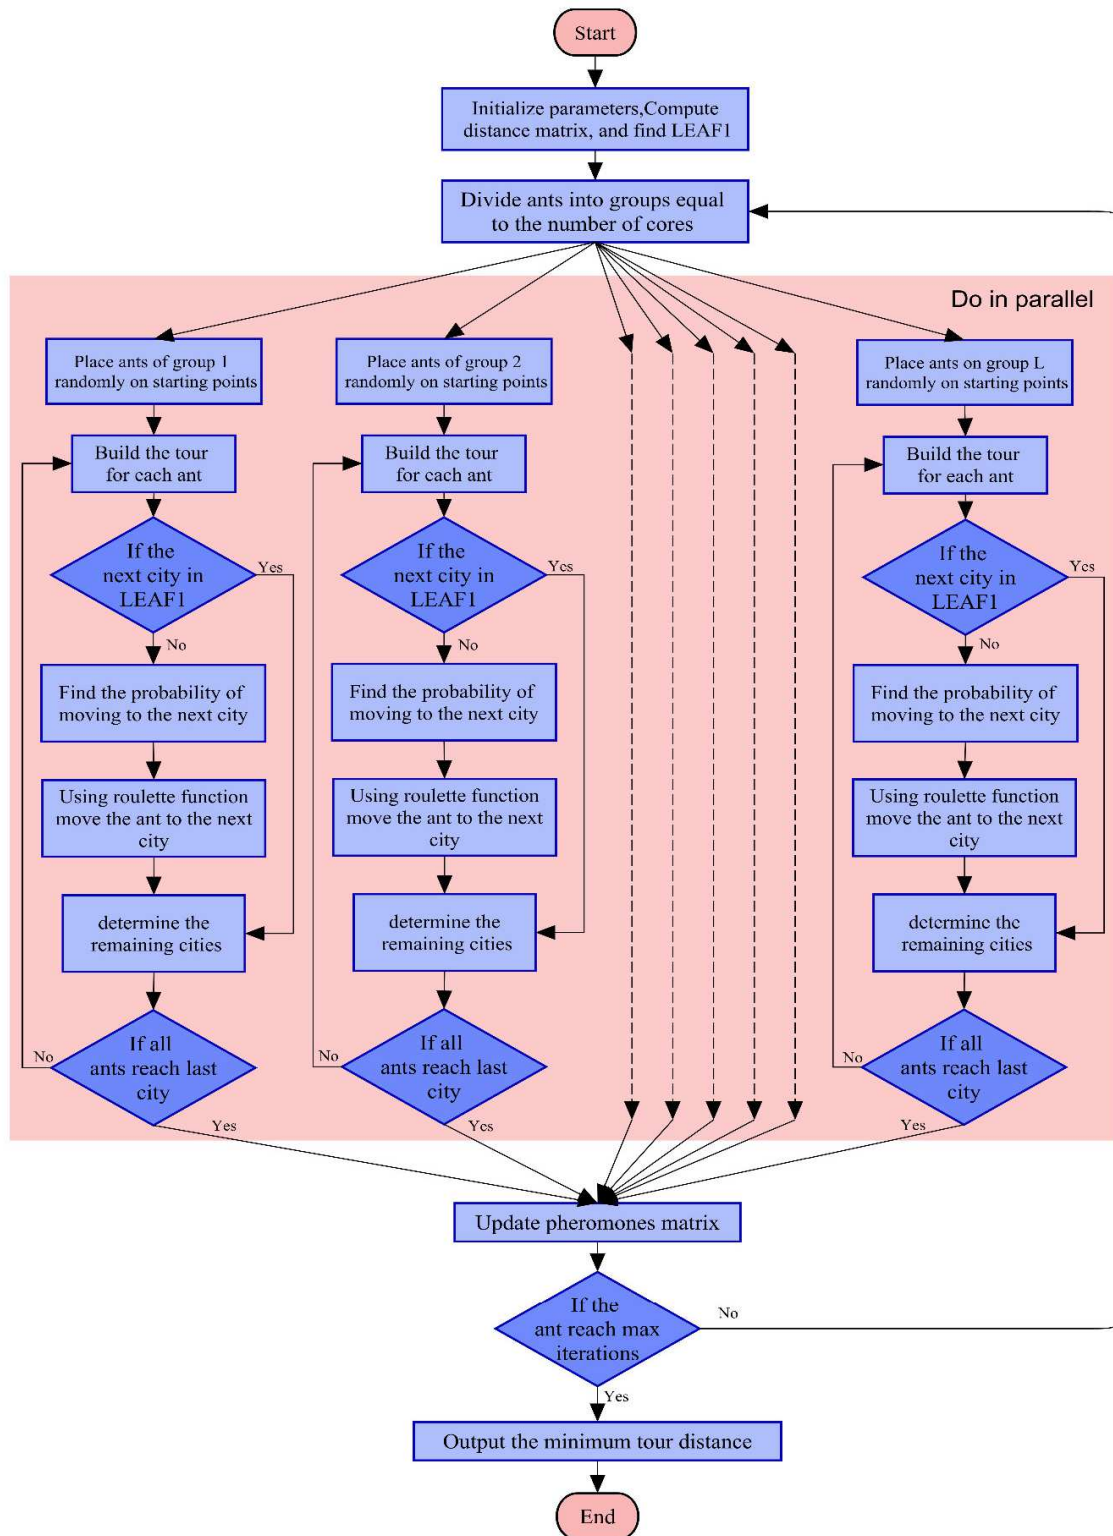 Start
Initialize parameters,Compute
distance matrix, and find LEAF1
Divide ants into groups equal
to the number of cores
Do in parallel
Place ants of group 1
randomly on starting points
Build the tour
for each ant
If the
next city in
LEAF1
Yes
No
Find the probability of
moving to the next city
Using roulette function
move the ant to the next
city
determine the
remaining cities
If all
ants reach last
city
No
Yes
Place ants of group 2
randomly on starting points
Build the tour
for each ant
If the
next city in
LEAF1
Yes
No
Find the probability of
moving to the next city
Using roulette function
move the ant to the next
city
determine the
remaining cities
If all
ants reach last
city
No
Yes
Place ants on group L
randomly on starting points
Build the tour
for each ant
If the
next city in
LEAF1
Yes
No
Find the probability of
moving to the next city
Using roulette function
move the ant to the next
city
determine the
remaining cities
If all
ants reach last
city
No
Yes
Update pheromones matrix
If the
ant reach max
iterations
No
Yes
Output the minimum tour distance
End